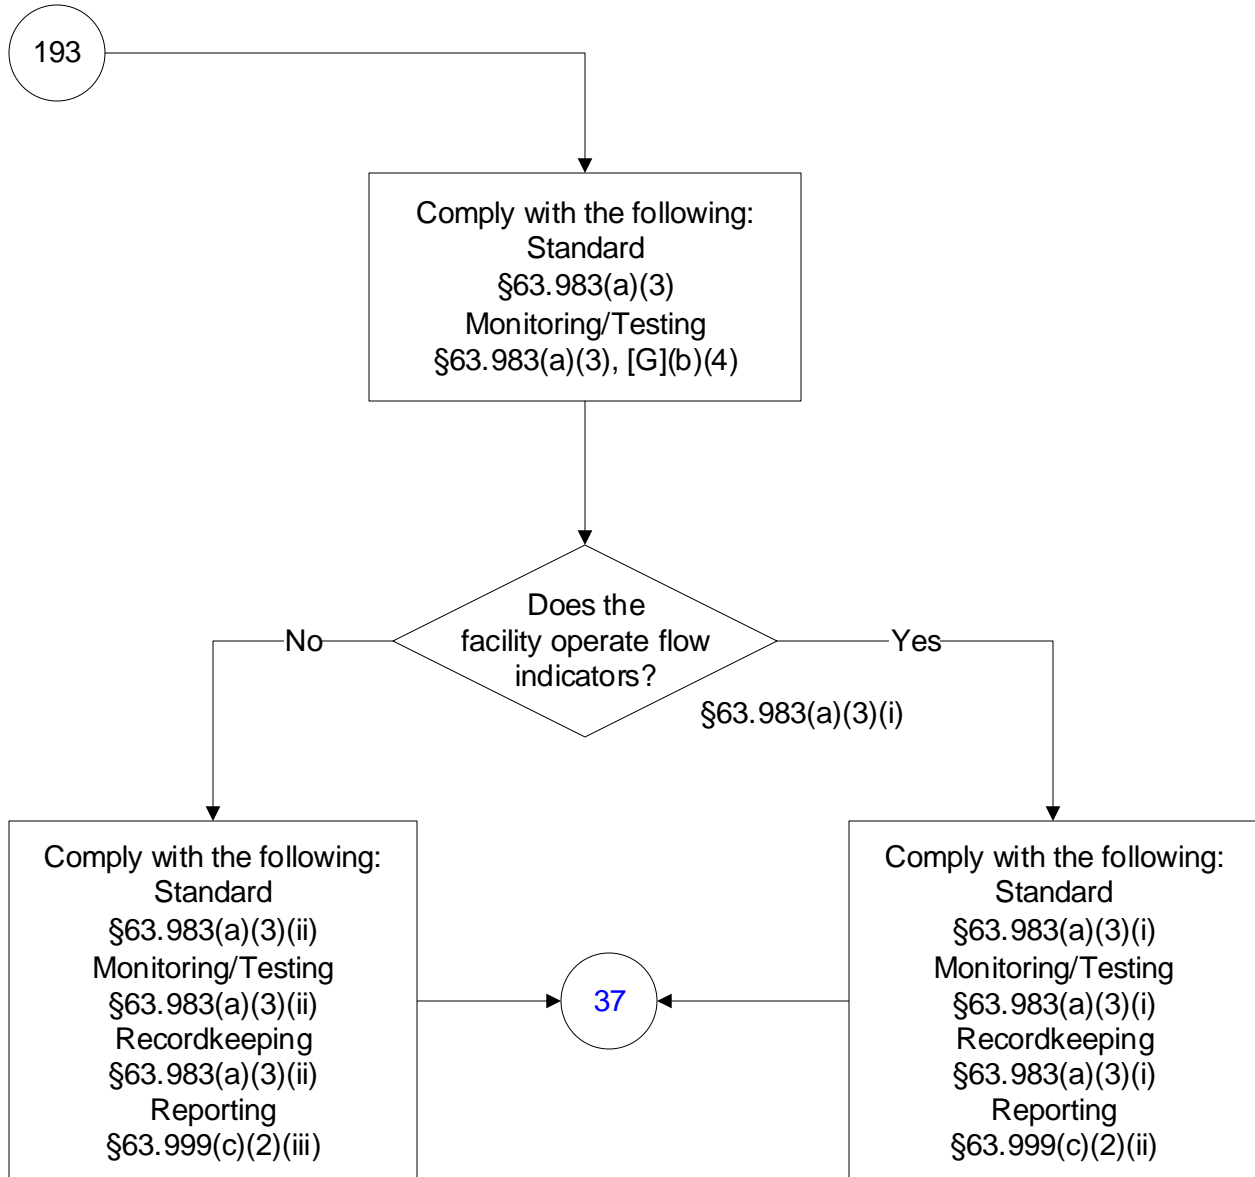 193
Comply with the following:
Standard
§63.983(a)(3)
Monitoring/Testing
§63.983(a)(3), [G](b)(4)
Does the
facility operate flow
indicators?
No
Yes
§63.983(a)(3)(i)
Comply with the following:
Standard
§63.983(a)(3)(ii)
Monitoring/Testing
§63.983(a)(3)(ii)
Recordkeeping
§63.983(a)(3)(ii)
Reporting
§63.999(c)(2)(iii)
37
Comply with the following:
Standard
§63.983(a)(3)(i)
Monitoring/Testing
§63.983(a)(3)(i)
Recordkeeping
§63.983(a)(3)(i)
Reporting
§63.999(c)(2)(ii)